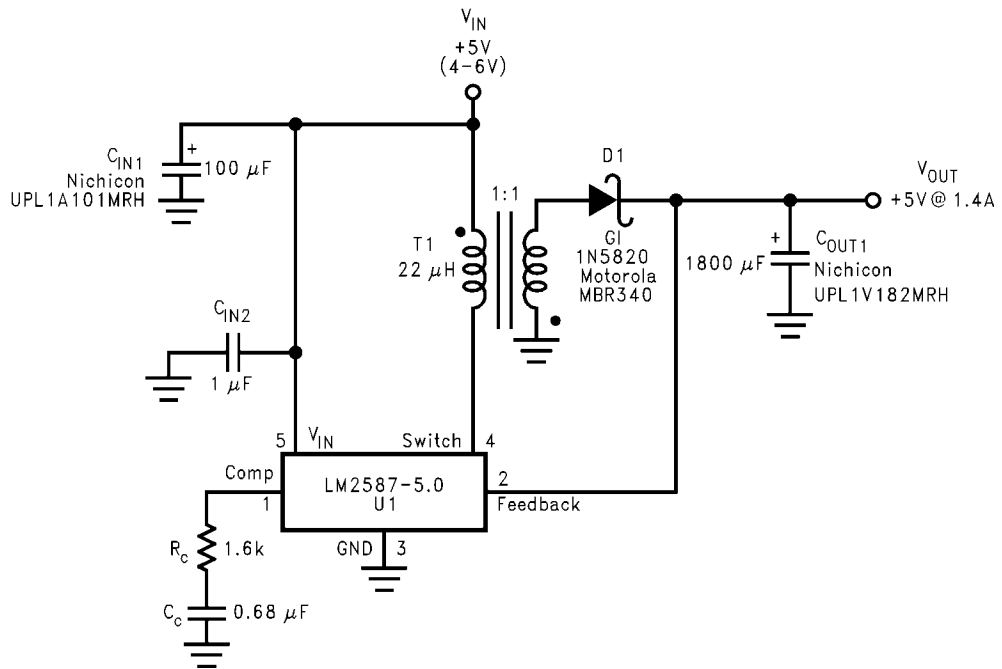 V_IN
+5V
(4-6V)
C_IN1
Nichicon
UPL1A101MRH
+
100 μF
D1
1:1
V_OUT
+5V@ 1.4A
T1
22 μH
GI
1N5820
Motorola
MBR340
+
1800 μF
C_OUT1
Nichicon
UPL1V182MRH
C_IN2
1 μF
5
V_IN
Switch
4
Comp
1
LM2587-5.0
U1
2
Feedback
GND
3
R_c
1.6k
C_c
0.68 μF